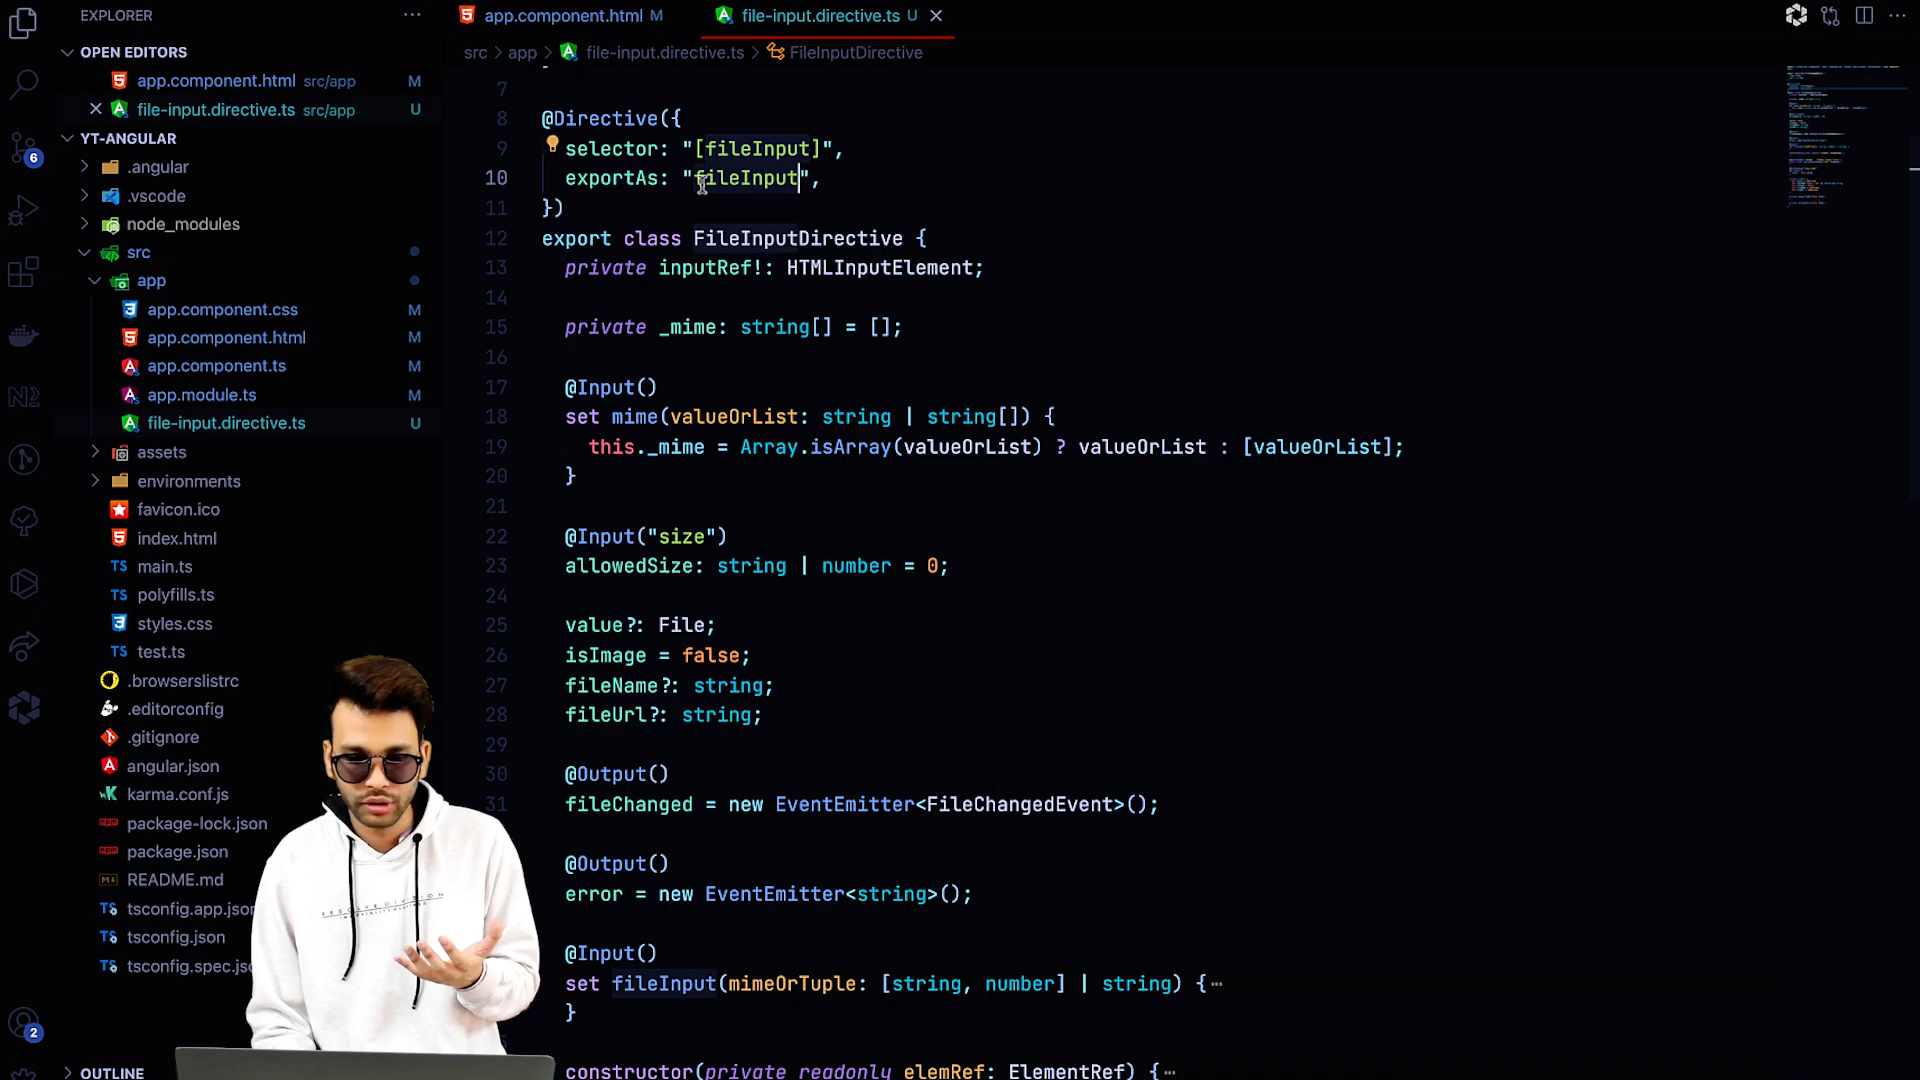 EXPLORER
OPEN EDITORS
app.component.html src/app M
file-input.directive.ts src/app U
YT-ANGULAR
.angular
.vscode
node_modules
src
app
app.component.css M
app.component.html M
app.component.ts M
app.module.ts M
file-input.directive.ts U
assets
environments
favicon.ico
index.html
main.ts
polyfills.ts
styles.css
test.ts
.browserslistrc
.editorconfig
.gitignore
angular.json
karma.conf.js
package-lock.json
package.json
README.md
tsconfig.app.json
tsconfig.json
tsconfig.spec.jsc
OUTLINE
6
2
app.component.html M
file-input.directive.ts U
src > app > file-input.directive.ts > FileInputDirective
7
8 @Directive({
9 selector: "[fileInput]",
10 exportAs: "fileInput",
11 })
12 export class FileInputDirective {
13 private inputRef!: HTMLInputElement;
14
15 private _mime: string[] = [];
16
17 @Input()
18 set mime(valueOrList: string | string[]) {
19 this._mime = Array.isArray(valueOrList) ? valueOrList : [valueOrList];
20 }
21
22 @Input("size")
23 allowedSize: string | number = 0;
24
25 value?: File;
26 isImage = false;
27 fileName?: string;
28 fileUrl?: string;
29
30 @Output()
31 fileChanged = new EventEmitter<FileChangedEvent>();
@Output()
error = new EventEmitter<string>();
@Input()
set fileInput(mimeOrTuple: [string, number] | string) {⋯
}
constructor(private readonly elemRef: ElementRef) {⋯
RESOLVEDIVISION